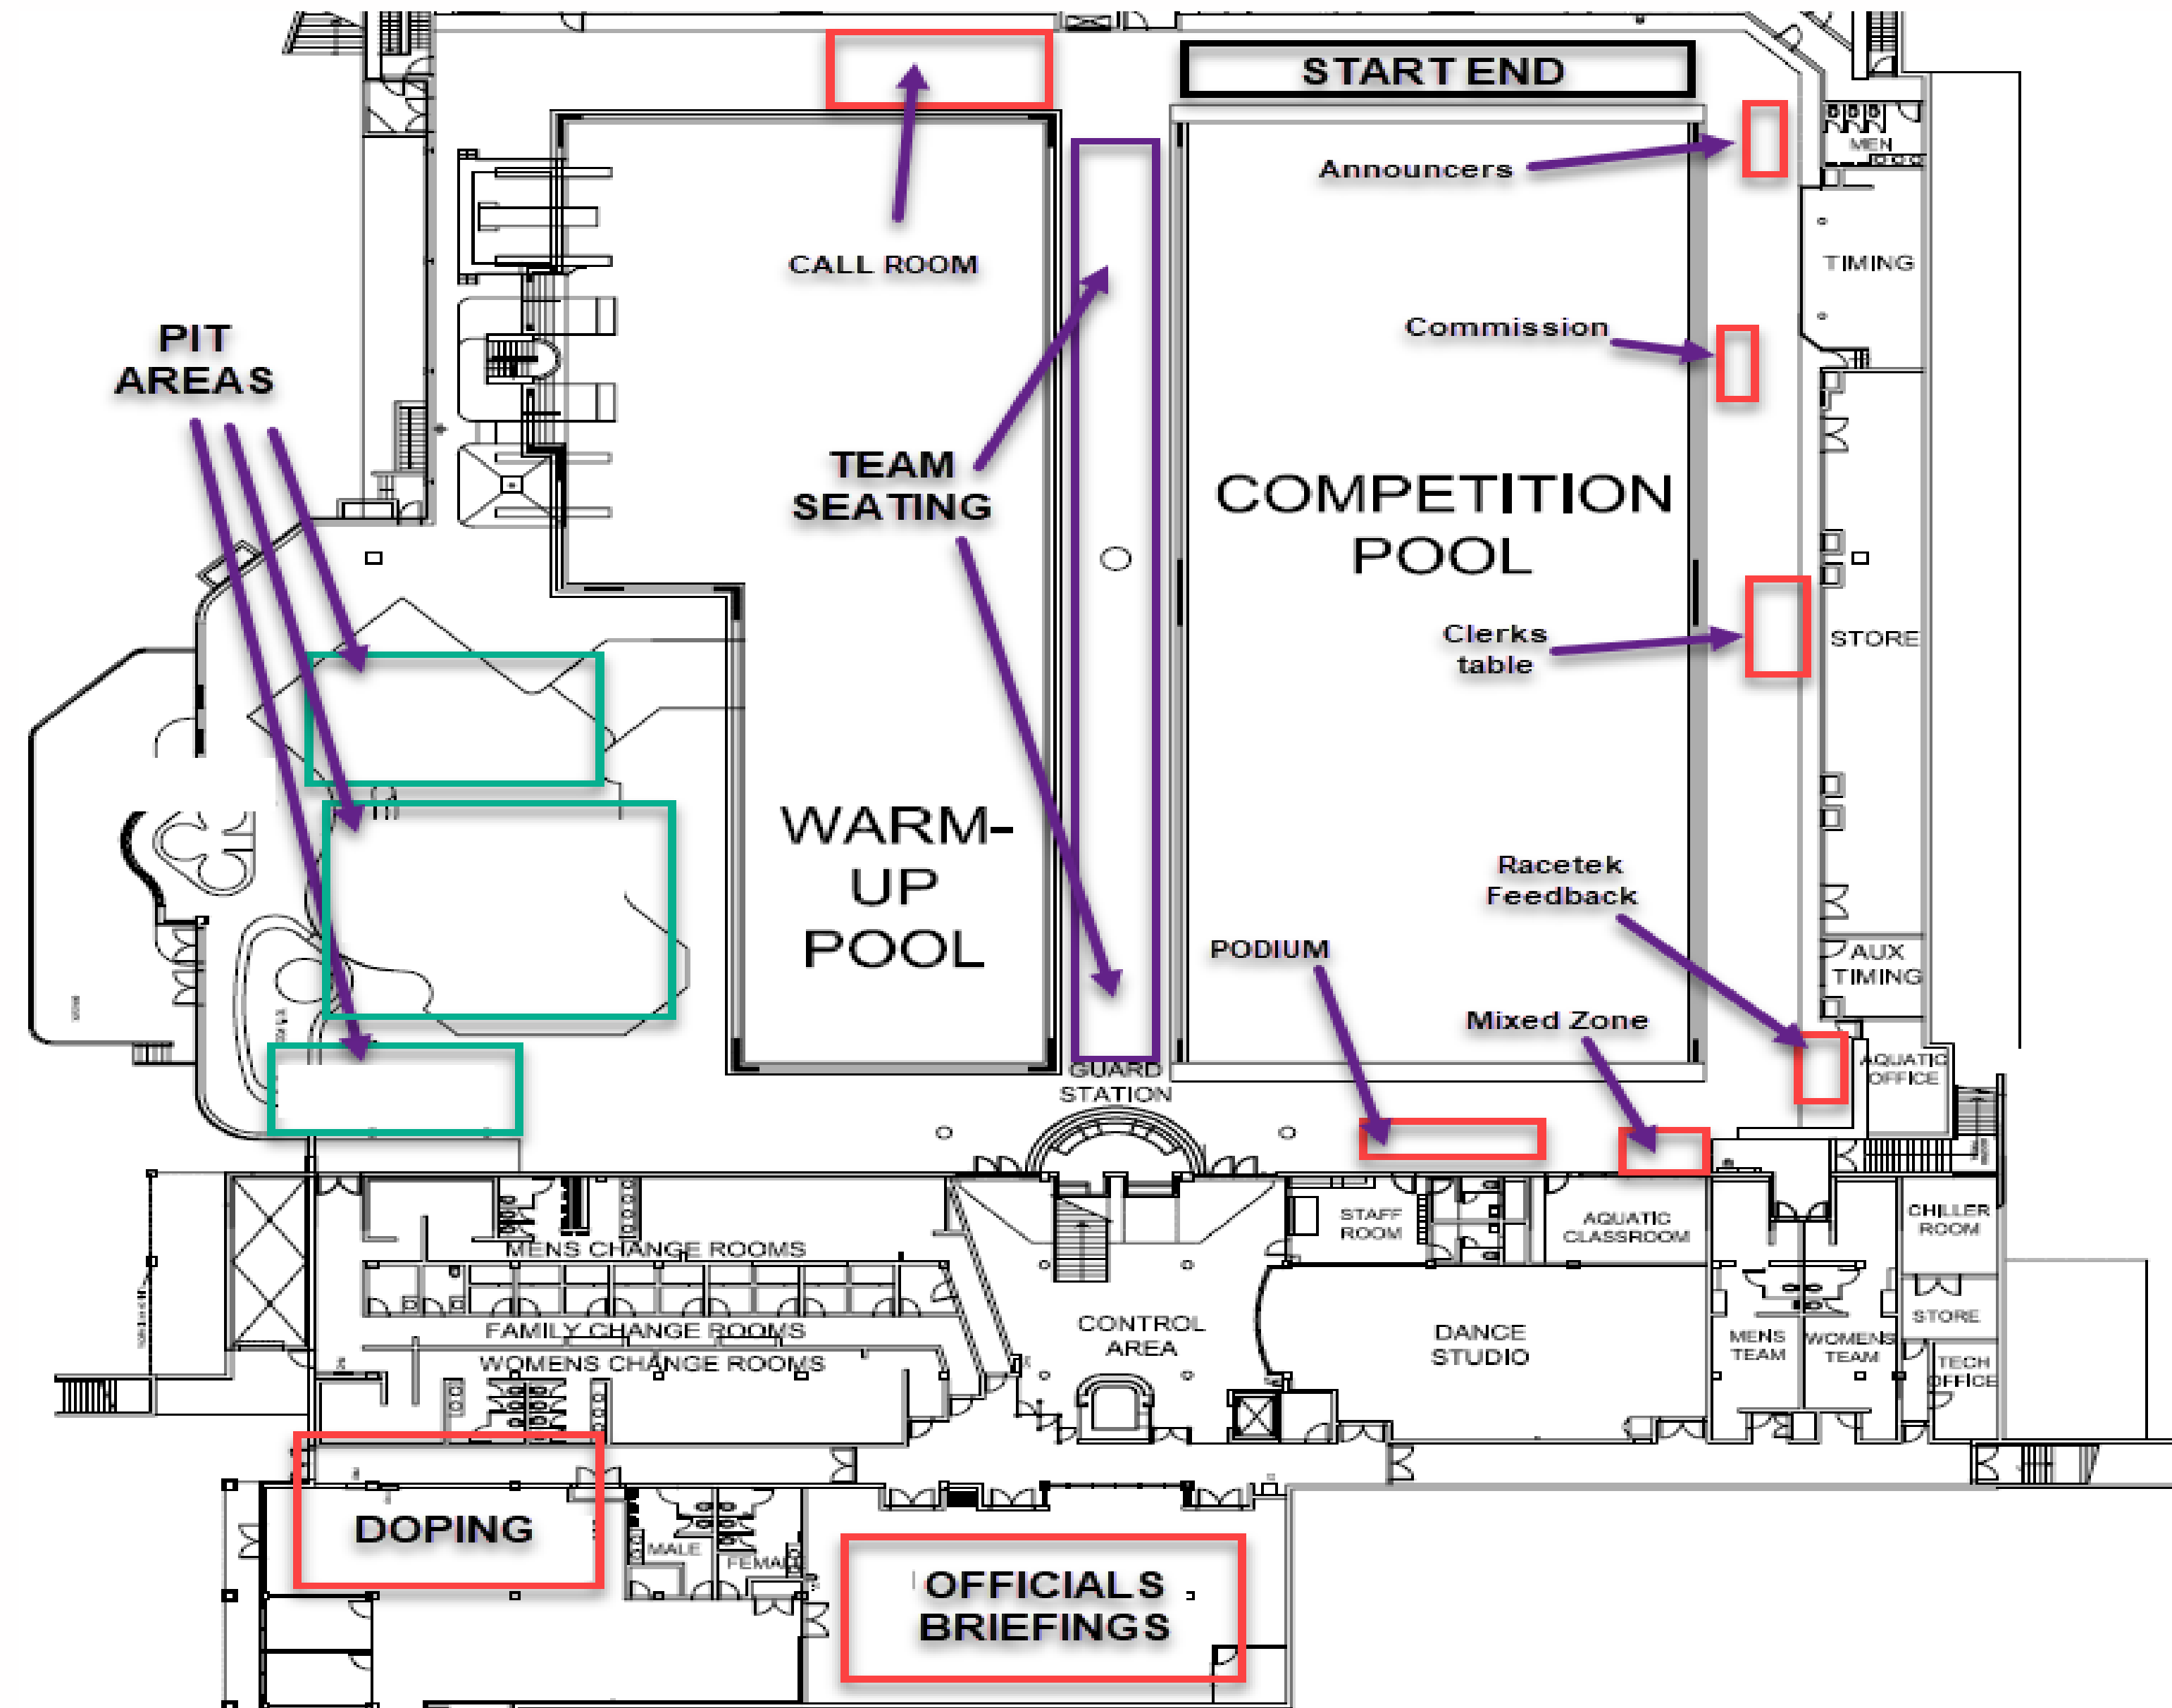 START END
Announcers
MEN
CALL ROOM
TIMING
PIT
AREAS
Commission
TEAM
SEATING
COMPETITION
POOL
Clerks
table
STORE
WARM-
UP
POOL
Racetek
Feedback
PODIUM
AUX
TIMING
Mixed Zone
GUARD
STATION
AQUATIC
OFFICE
STAFF
ROOM
AQUATIC
CLASSROOM
CHILLER
ROOM
MENS CHANGE ROOMS
FAMILY CHANGE ROOMS
WOMENS CHANGE ROOMS
CONTROL
AREA
DANCE
STUDIO
MENS
TEAM
WOMENS
TEAM
STORE
TECH
OFFICE
DOPING
MALE
FEMALE
OFFICIALS
BRIEFINGS